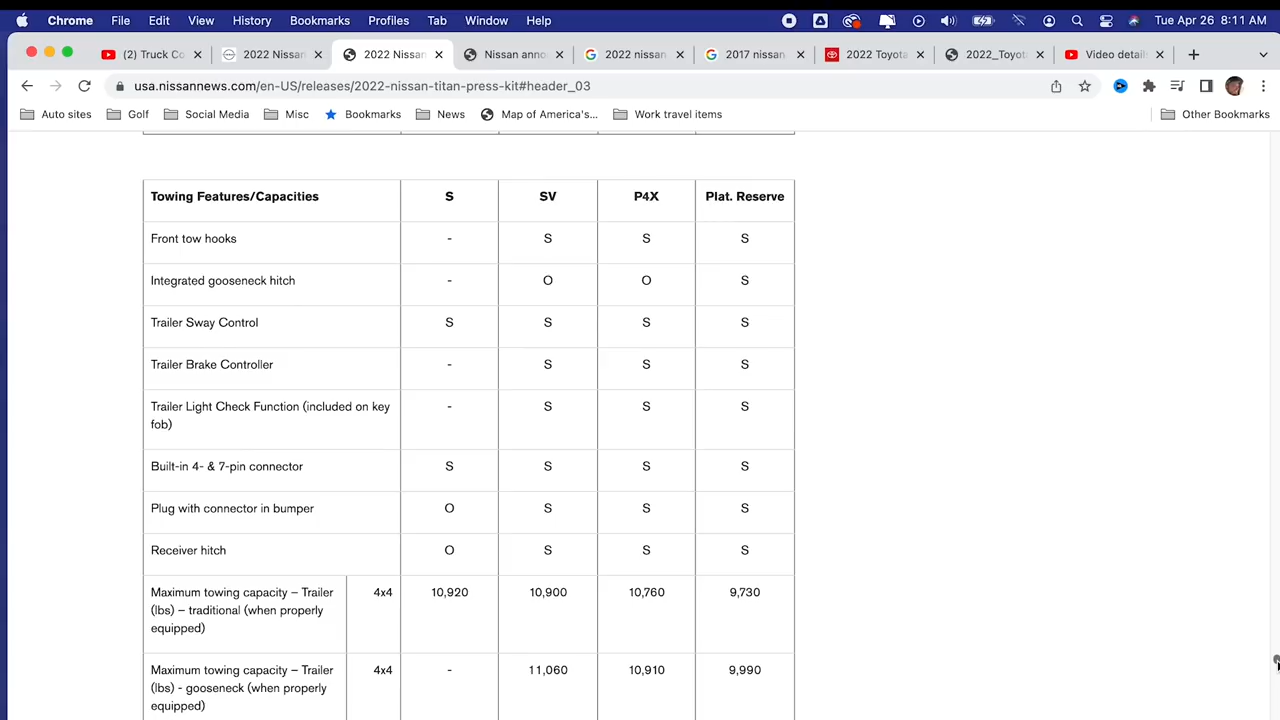 Chrome File Edit View History Bookmarks Profiles Tab Window Help Tue Apr 26 8:11 AM
(2) Truck Co 2022 Nissan 2022 Nissan Nissan anno 2022 nissan 2017 nissan 2022 Toyota 2022_Toyot Video detail
usa.nissannews.com/en-US/releases/2022-nissan-titan-press-kit#header_03
Auto sites Golf Social Media Misc Bookmarks News Map of America's... Work travel items Other Bookmarks
Towing Features/Capacities S SV P4X Plat. Reserve
Front tow hooks - S S S
Integrated gooseneck hitch - O O S
Trailer Sway Control S S S S
Trailer Brake Controller - S S S
Trailer Light Check Function (included on key
fob) - S S S
Built-in 4- & 7-pin connector S S S S
Plug with connector in bumper O S S S
Receiver hitch O S S S
Maximum towing capacity – Trailer 4x4 10,920 10,900 10,760 9,730
(lbs) – traditional (when properly
equipped)
Maximum towing capacity – Trailer 4x4 - 11,060 10,910 9,990
(lbs) - gooseneck (when properly
equipped)